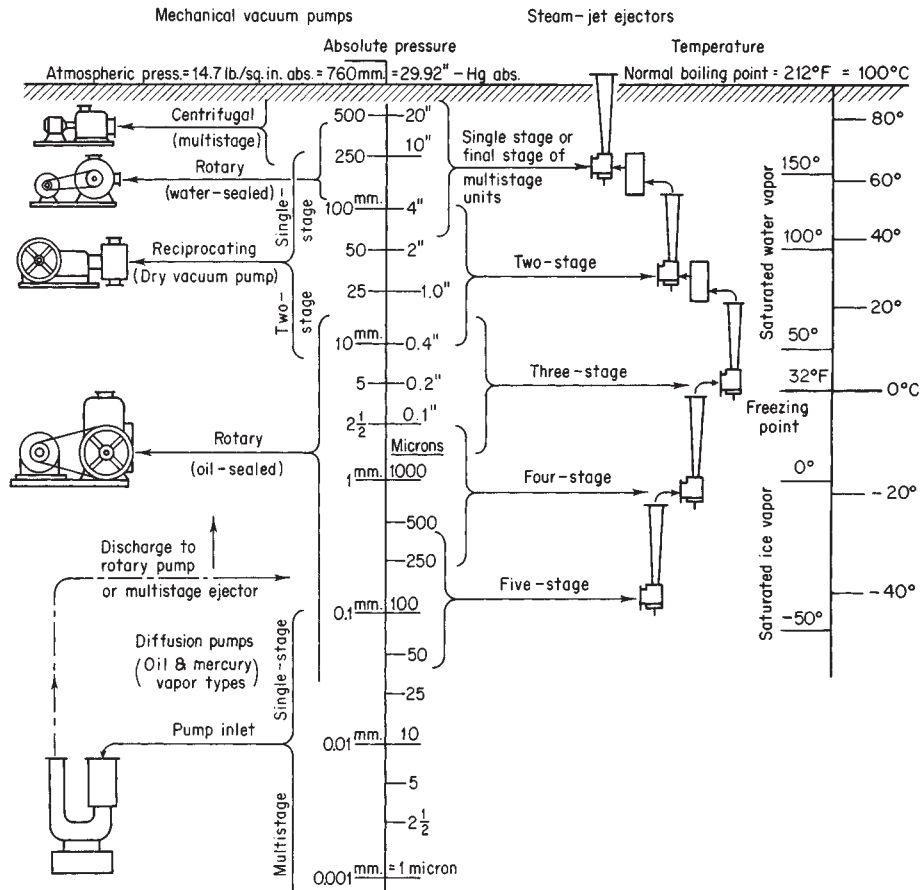 Mechanical vacuum pumps
Steam-jet ejectors
Absolute pressure
Temperature
Atmospheric press.= 14.7 lb./sq.in. abs. = 760mm. = 29.92" - Hg abs.
Normal boiling point = 212°F = 100°C
Centrifugal
(multistage)
Rotary
(water-sealed)
Reciprocating
(Dry vacuum pump)
Single-
stage
Two-
stage
Rotary
(oil-sealed)
Discharge to
rotary pump
or multistage ejector
Diffusion pumps
(Oil & mercury
vapor types)
Pump inlet
Single-stage
Multistage
500 20"
250 10"
100 mm. 4"
50 2"
25 1.0"
10 mm. 0.4"
5 0.2"
2 1/2 0.1"
Microns
1 mm. 1000
500
250
0.1 mm. 100
50
25
0.01 mm. 10
5
2 1/2
0.001 mm. = 1 micron
Single stage or
final stage of
multistage
units
Two-stage
Three-stage
Four-stage
Five-stage
Saturated water vapor
Saturated ice vapor
80°
150°
60°
100°
40°
20°
50°
32°F
0°C
Freezing
point
0°
-20°
-40°
-50°